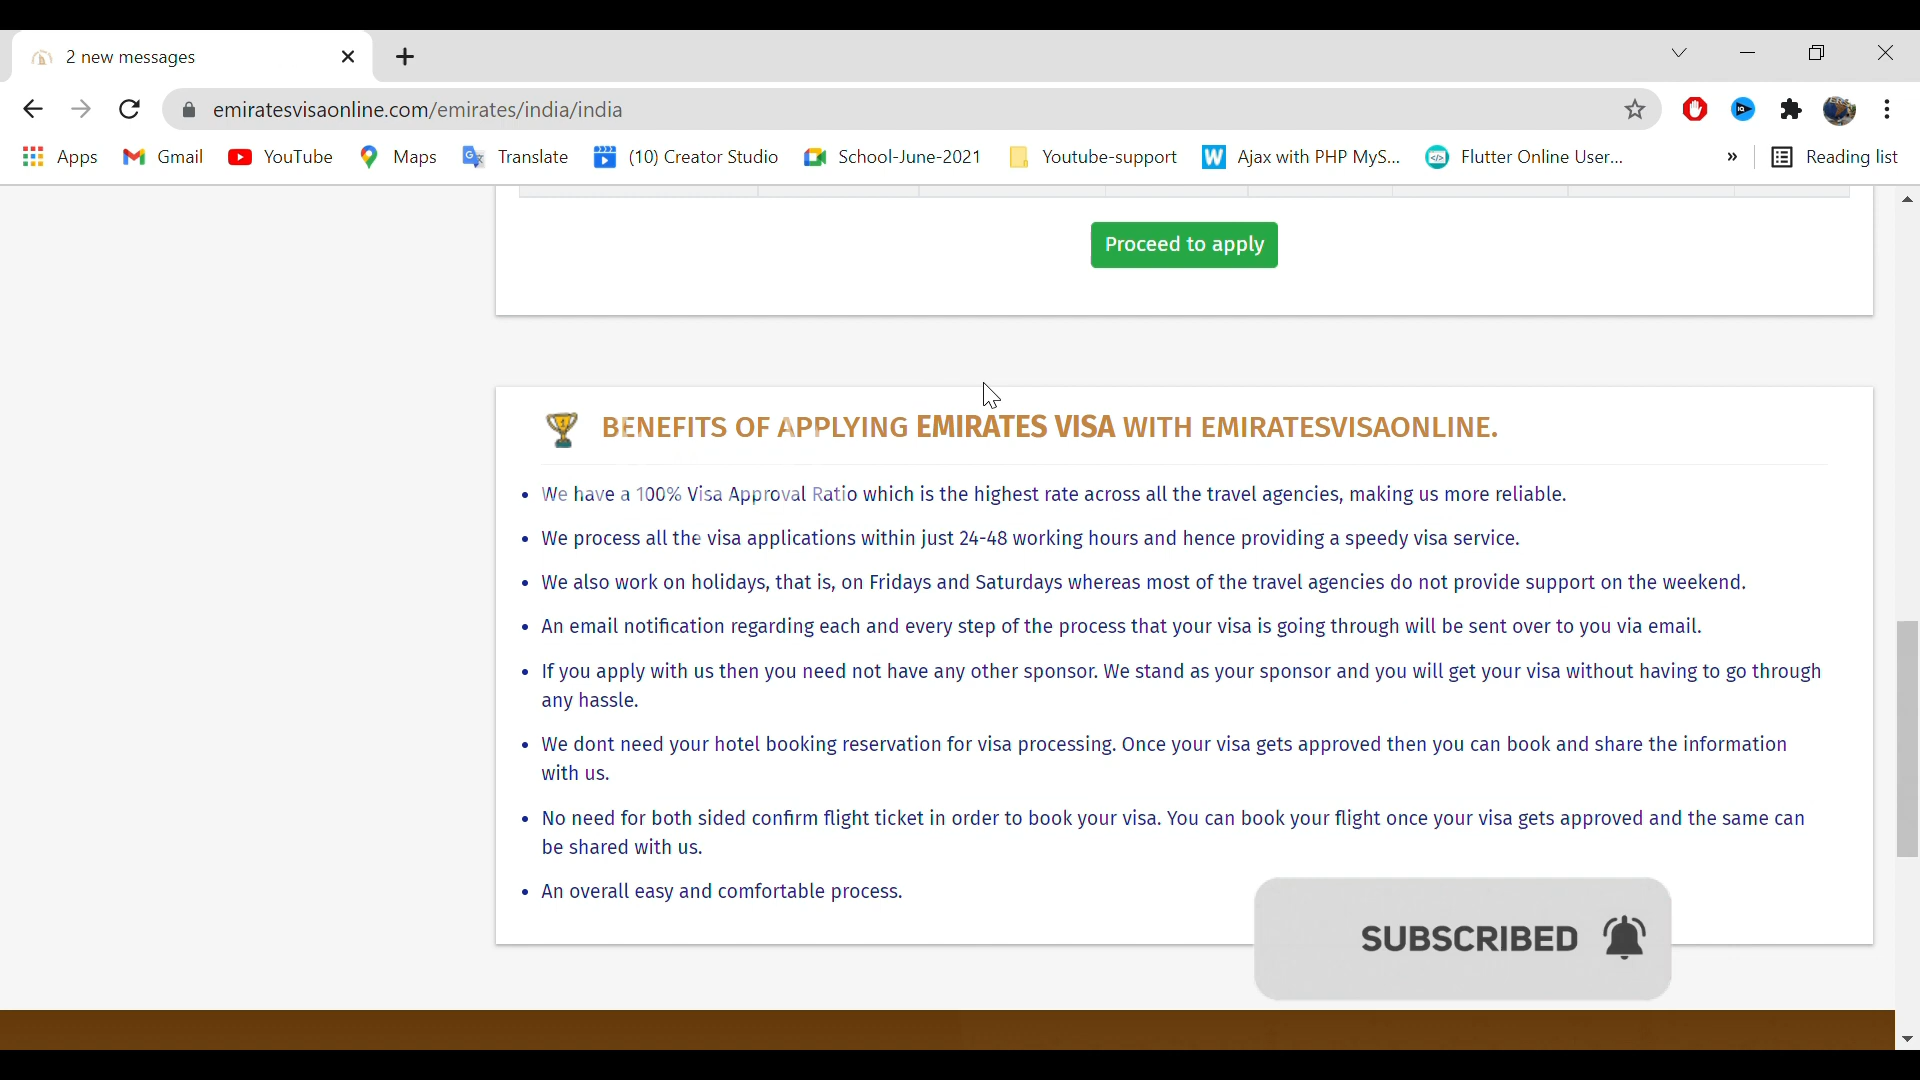 2 new messages
emiratesvisaonline.com/emirates/india/india
Apps Gmail YouTube Maps Translate (10) Creator Studio School-June-2021 Youtube-support Ajax with PHP MyS... Flutter Online User... » Reading list
Proceed to apply
BENEFITS OF APPLYING EMIRATES VISA WITH EMIRATESVISAONLINE.
• We have a 100% Visa Approval Ratio which is the highest rate across all the travel agencies, making us more reliable.
• We process all the visa applications within just 24-48 working hours and hence providing a speedy visa service.
• We also work on holidays, that is, on Fridays and Saturdays whereas most of the travel agencies do not provide support on the weekend.
• An email notification regarding each and every step of the process that your visa is going through will be sent over to you via email.
• If you apply with us then you need not have any other sponsor. We stand as your sponsor and you will get your visa without having to go through
any hassle.
• We dont need your hotel booking reservation for visa processing. Once your visa gets approved then you can book and share the information
with us.
• No need for both sided confirm flight ticket in order to book your visa. You can book your flight once your visa gets approved and the same can
be shared with us.
• An overall easy and comfortable process.
SUBSCRIBED